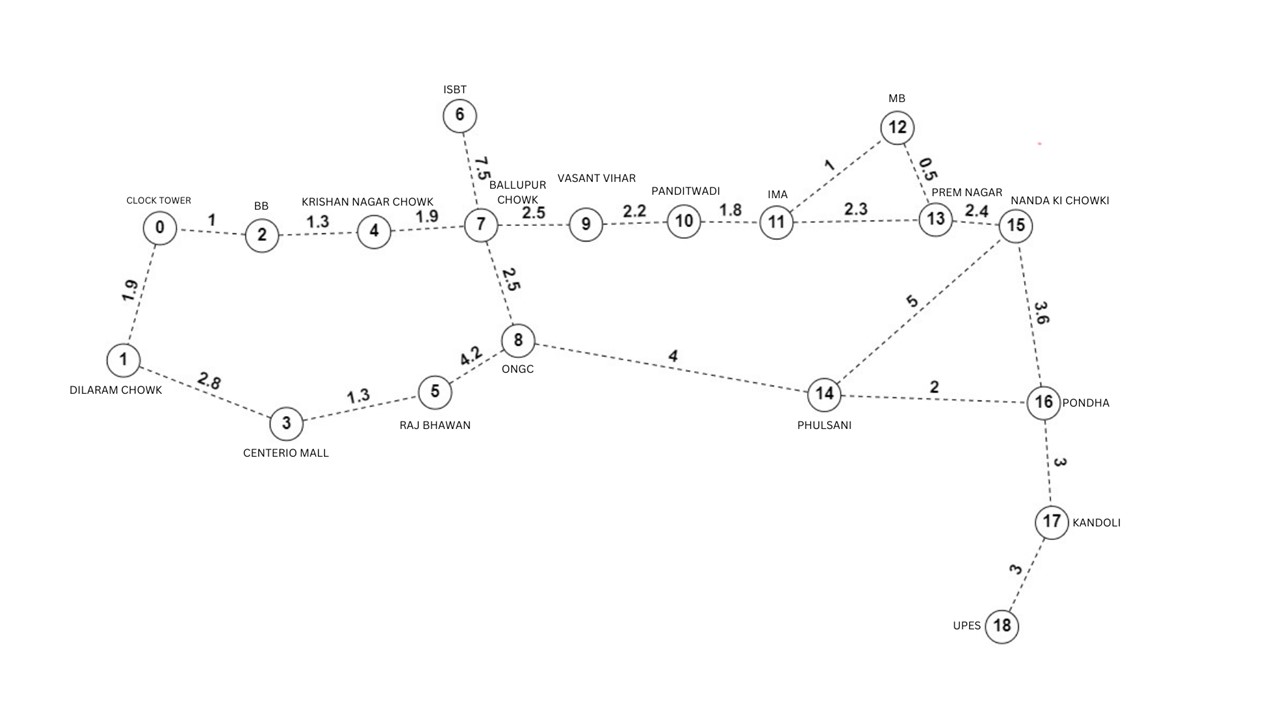 ISBT
6
7.5
MB
12
1
0.5
CLOCK TOWER
0
1
BB
2
1.3
KRISHAN NAGAR CHOWK
4
1.9
BALLUPUR
CHOWK
7
2.5
VASANT VIHAR
9
2.2
PANDITWADI
10
1.8
IMA
11
2.3
PREM NAGAR
13
2.4
NANDA KI CHOWKI
15
1.9
2.5
5
3.6
1
DILARAM CHOWK
2.8
3
CENTERIO MALL
1.3
5
RAJ BHAWAN
4.2
8
ONGC
4
14
PHULSANI
2
16
PONDHA
3
17
KANDOLI
3
UPES
18